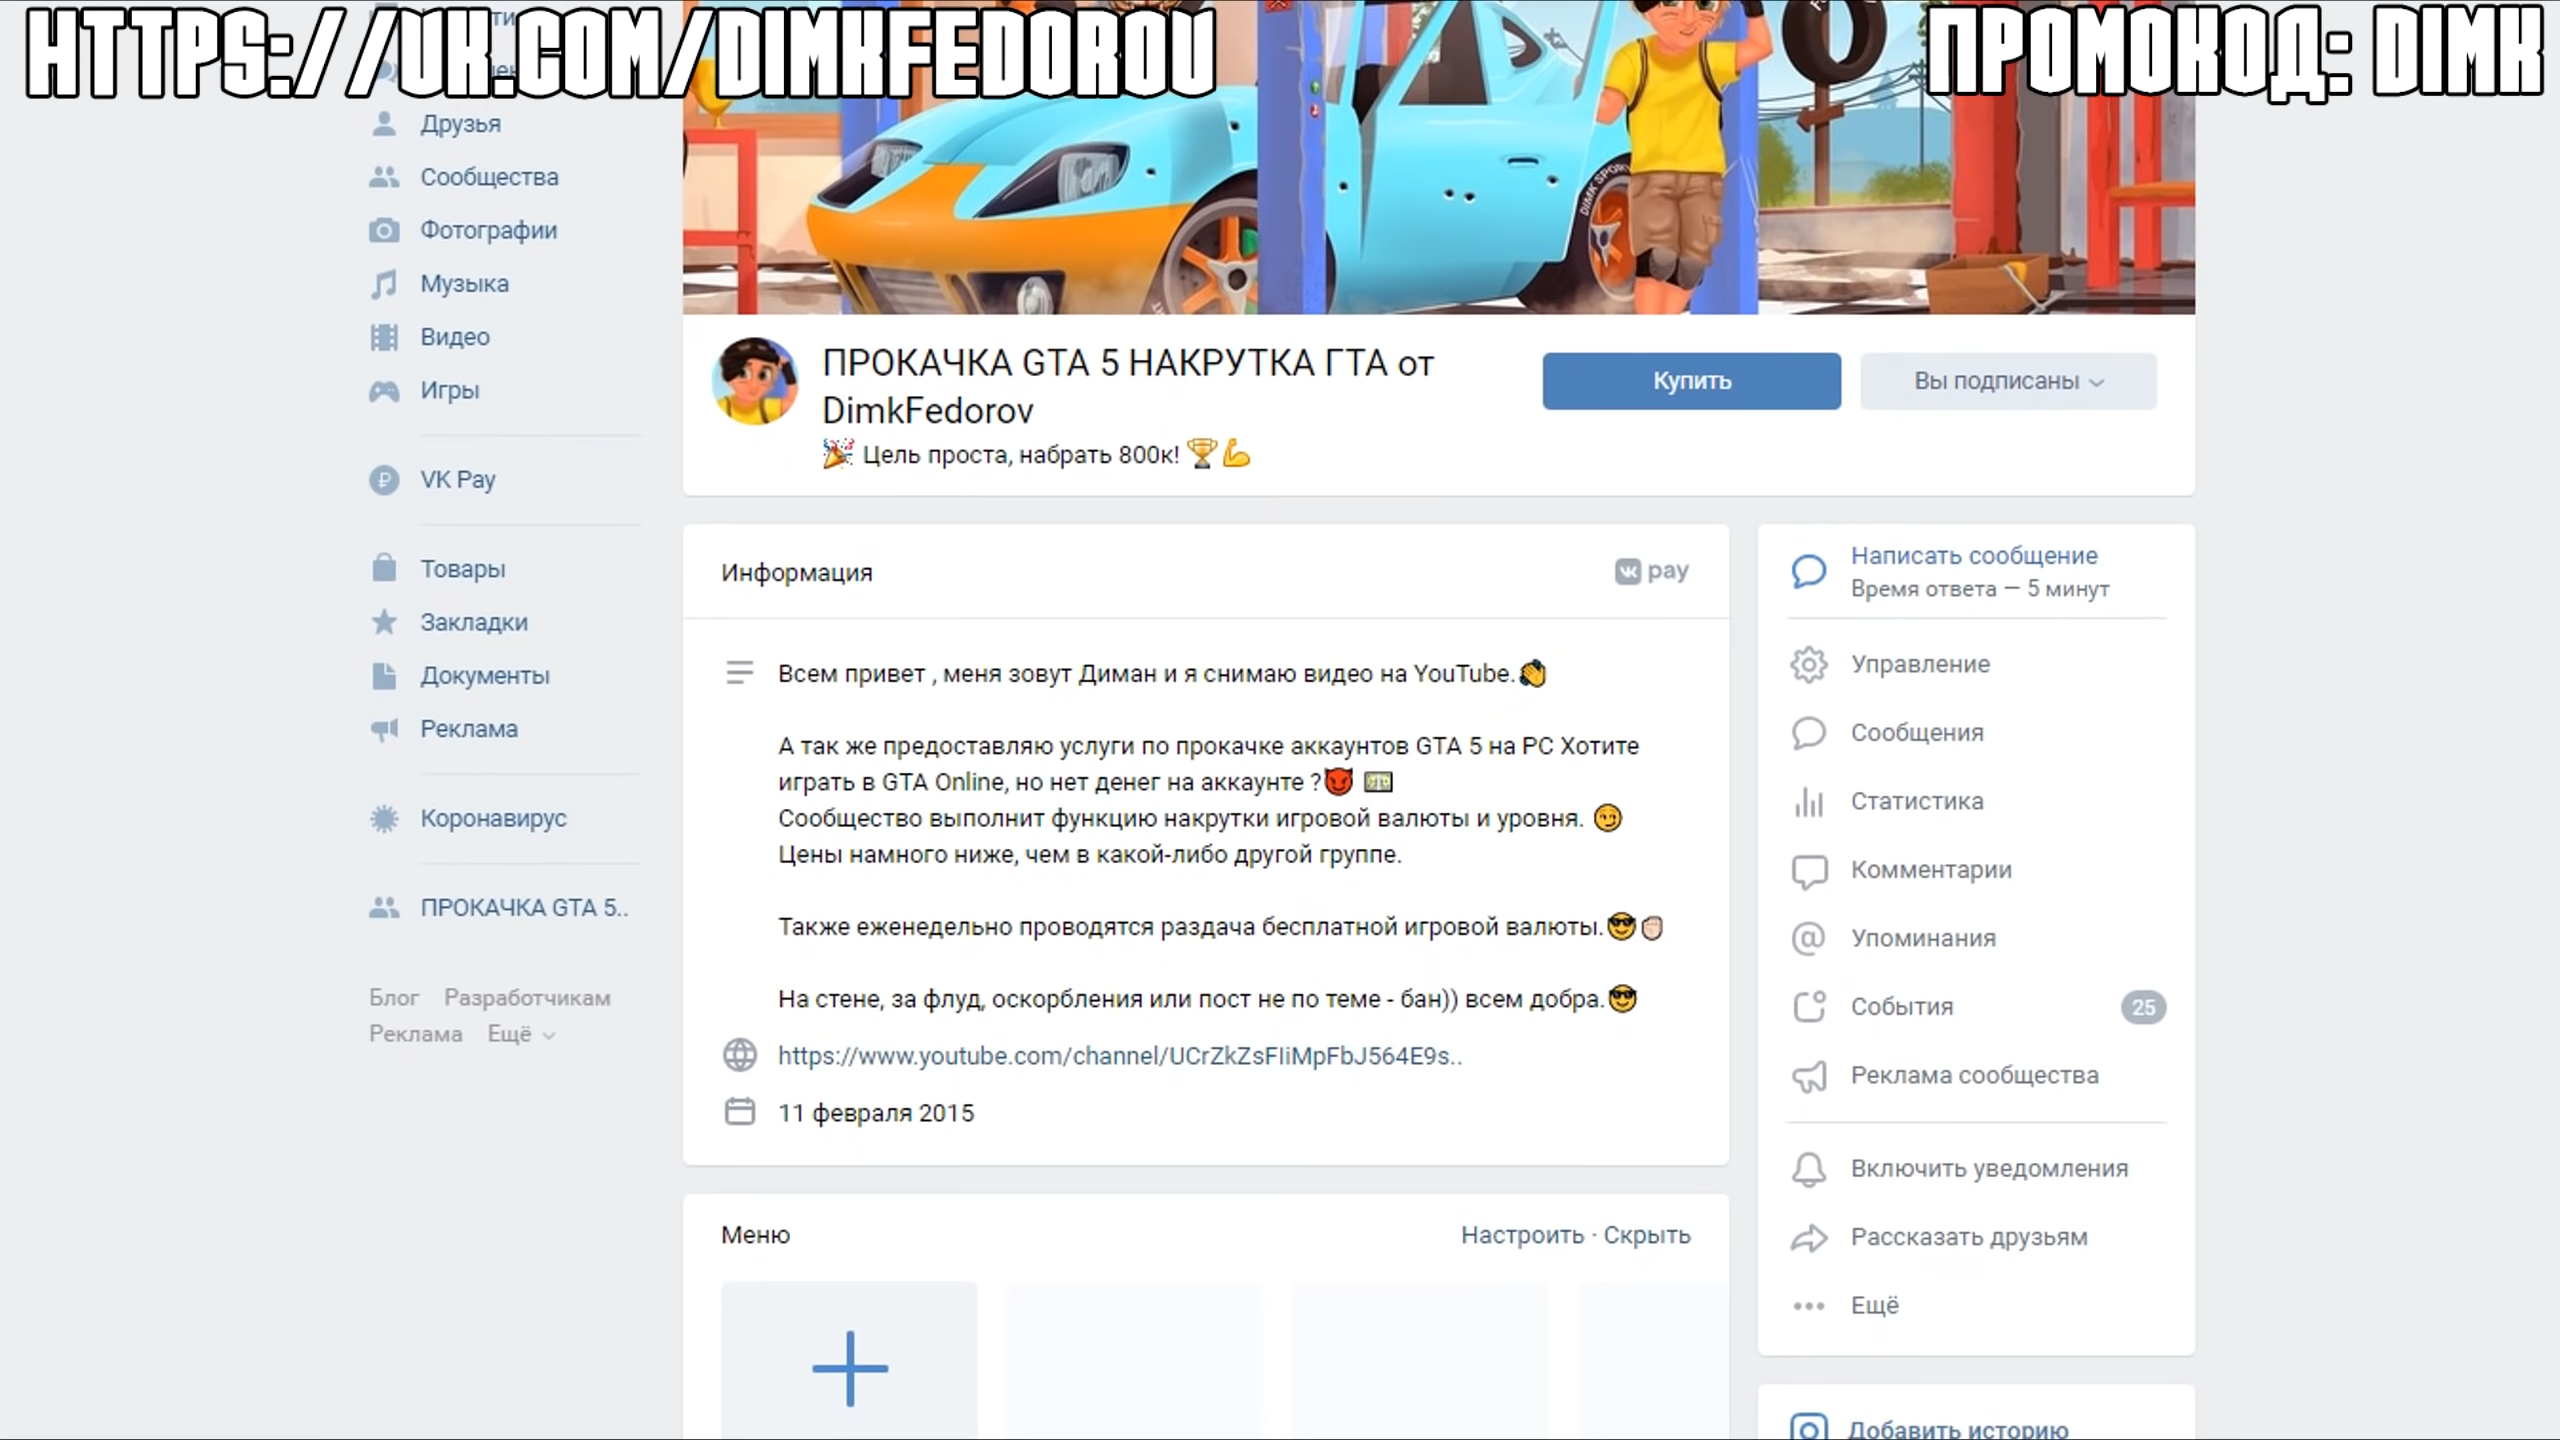 HTTPS://VK.COM/DIMKFEDOROV
ПРОМОКОД: DIMK
Друзья
Сообщества
Фотографии
Музыка
Видео
Игры
VK Pay
Товары
Закладки
Документы
Реклама
Коронавирус
ПРОКАЧКА GTA 5..
Блог Разработчикам
Реклама Ещё
DIMK SPORT
ПРОКАЧКА GTA 5 НАКРУТКА ГТА от
DimkFedorov
🎉 Цель проста, набрать 800к! 🏆💪
Купить
Вы подписаны
Информация
VK pay
Всем привет , меня зовут Диман и я снимаю видео на YouTube.👏
А так же предоставляю услуги по прокачке аккаунтов GTA 5 на PC Хотите
играть в GTA Online, но нет денег на аккаунте ?😈 💵
Сообщество выполнит функцию накрутки игровой валюты и уровня. 😏
Цены намного ниже, чем в какой-либо другой группе.
Также еженедельно проводятся раздача бесплатной игровой валюты.😎✊🏻
На стене, за флуд, оскорбления или пост не по теме - бан)) всем добра.😎
https://www.youtube.com/channel/UCrZkZsFIiMpFbJ564E9s..
11 февраля 2015
Меню
Настроить · Скрыть
Написать сообщение
Время ответа — 5 минут
Управление
Сообщения
Статистика
Комментарии
Упоминания
События 25
Реклама сообщества
Включить уведомления
Рассказать друзьям
Ещё
Добавить историю